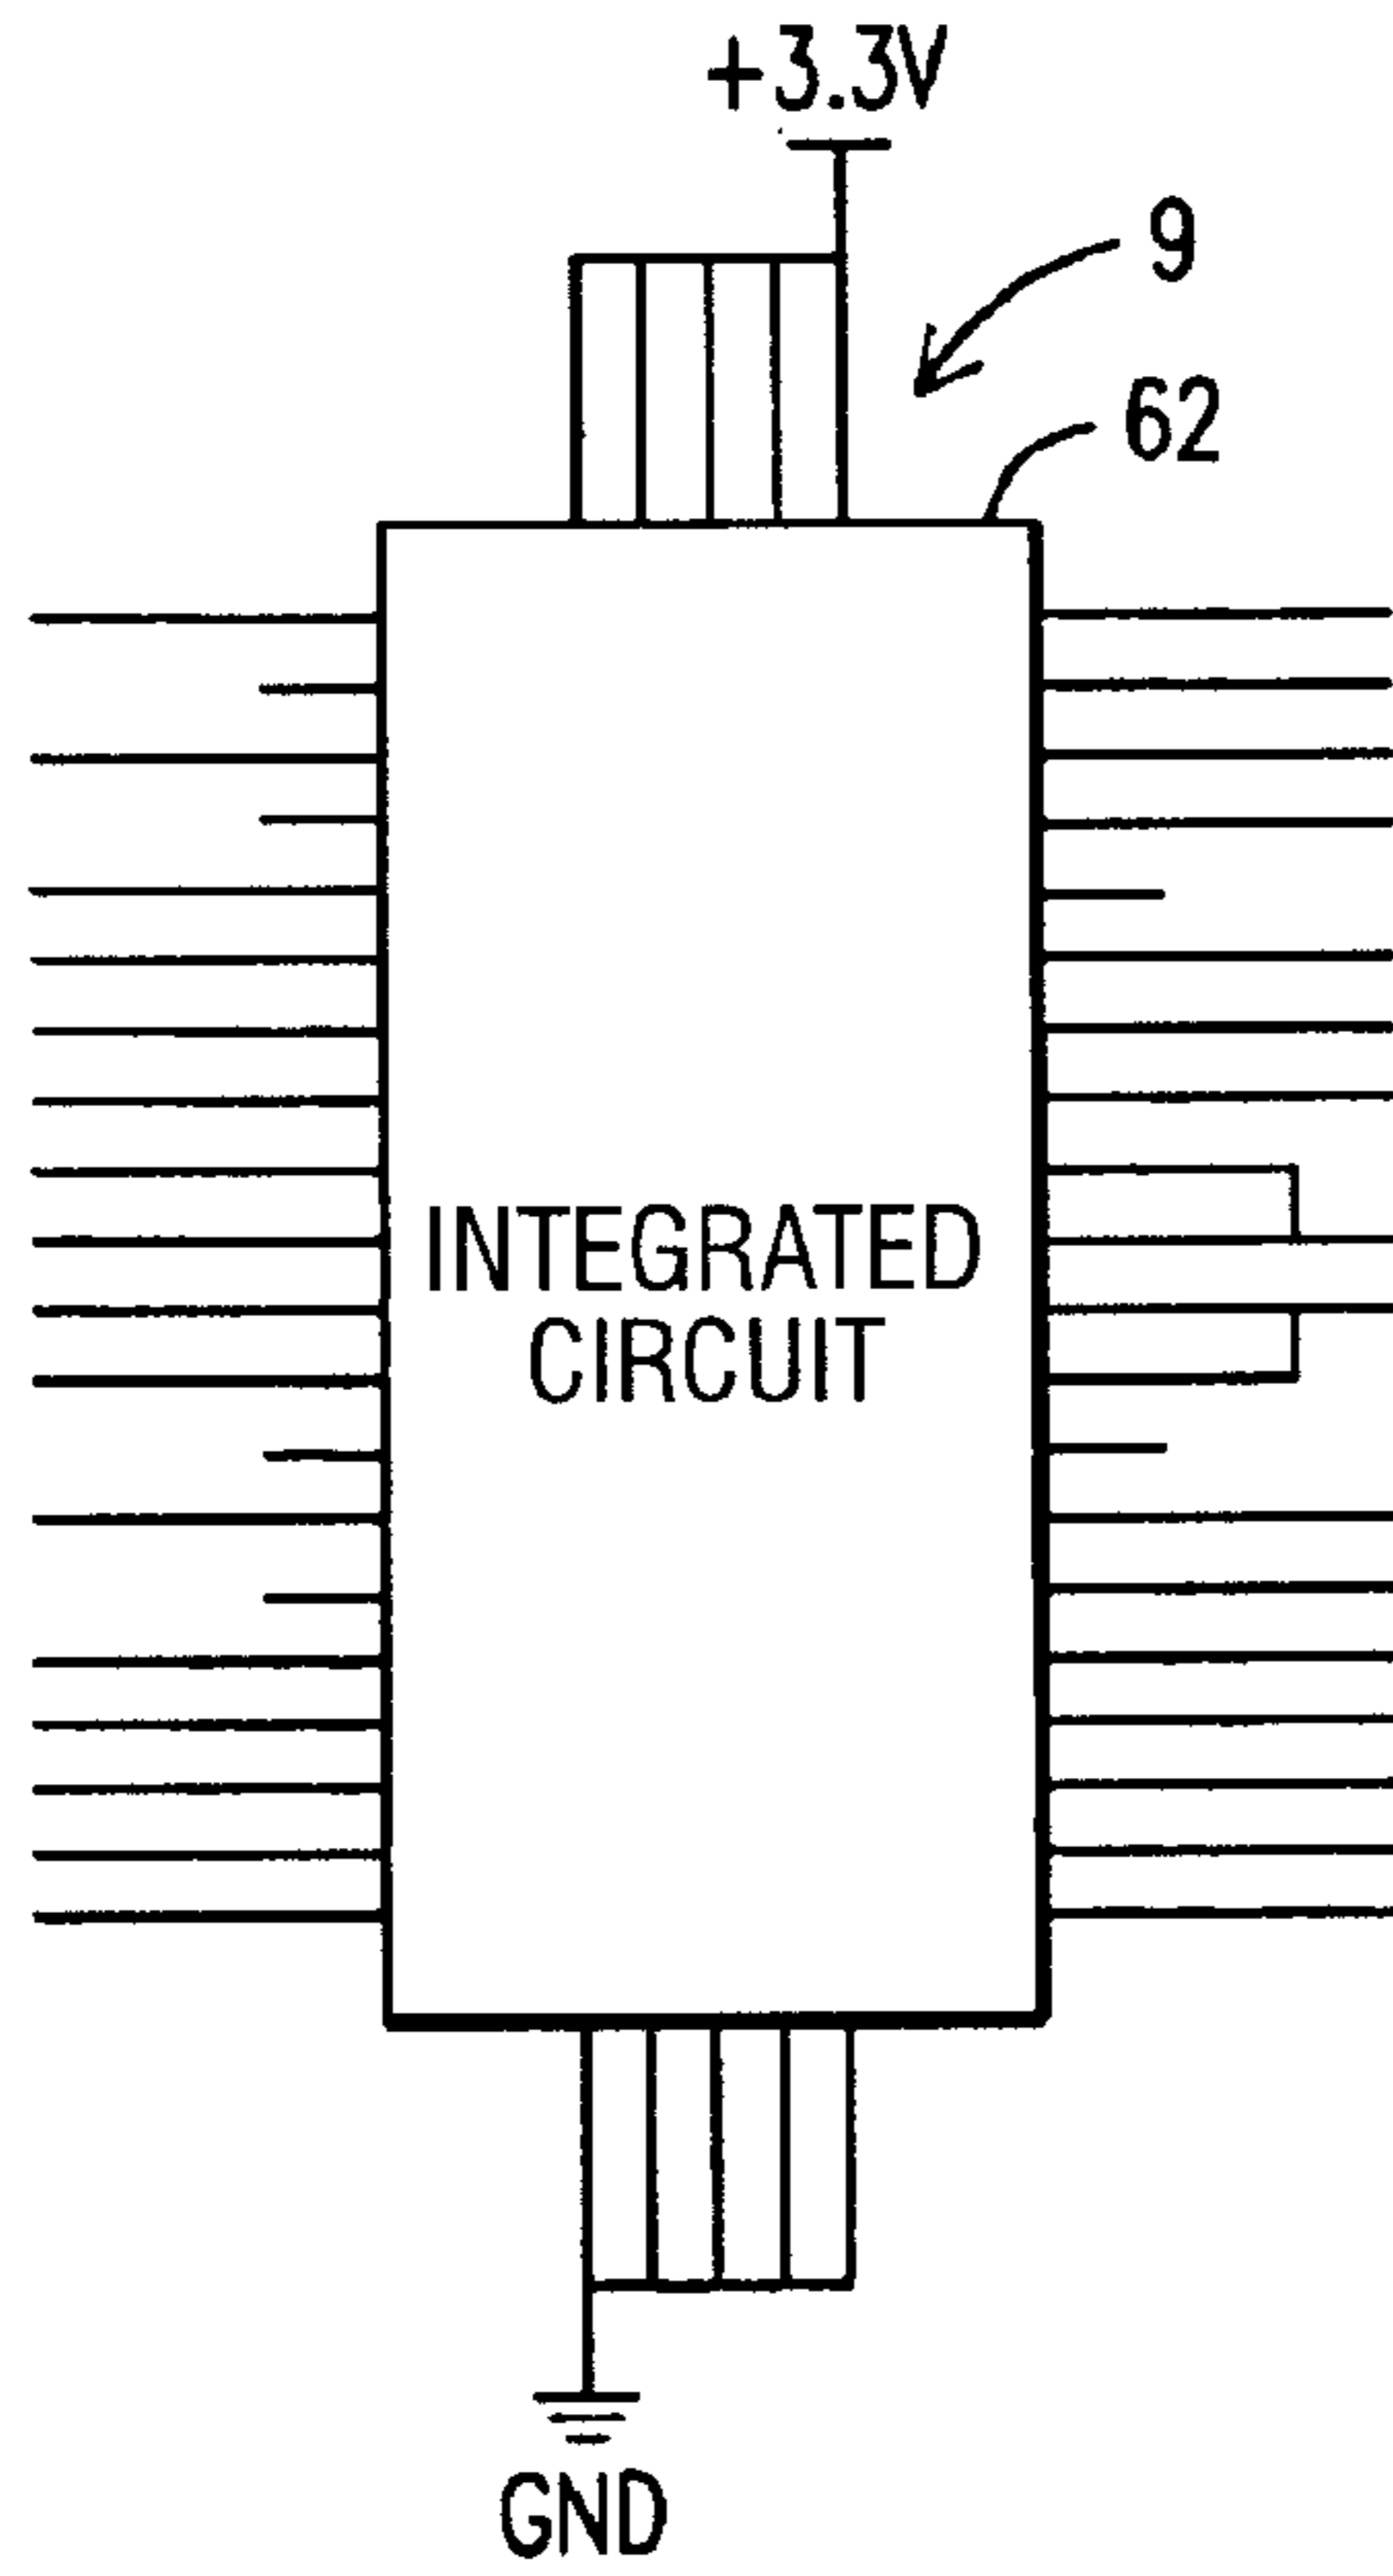 +3.3V
9
62
INTEGRATED
CIRCUIT
GND